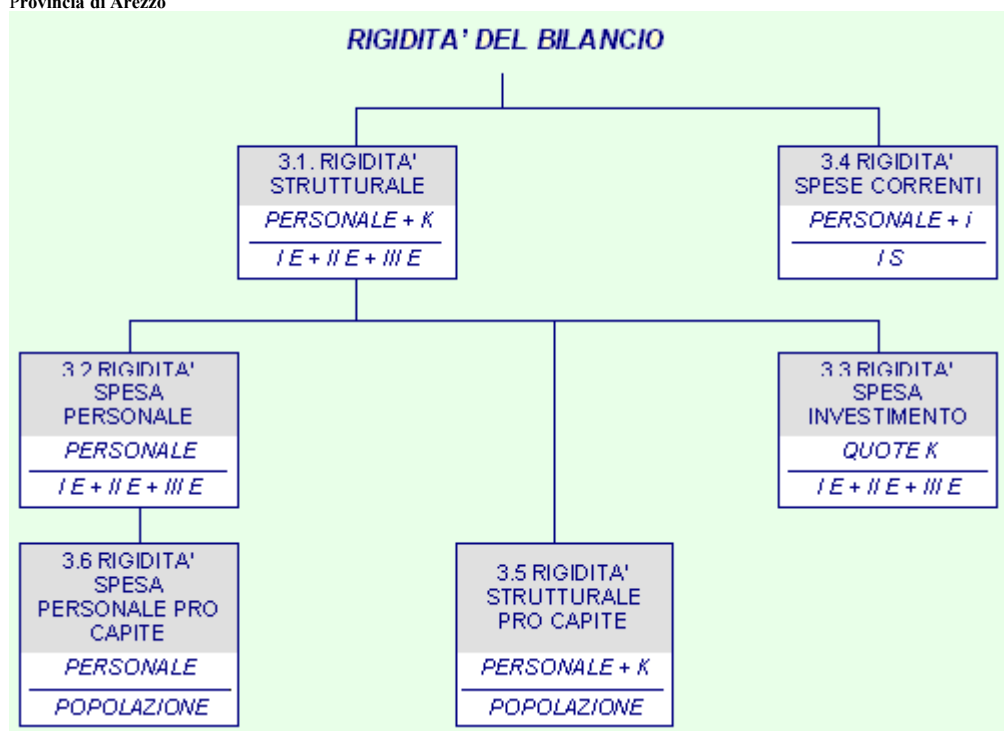 Provincia di Arezzo
RIGIDITA' DEL BILANCIO
3.1. RIGIDITA'
STRUTTURALE
PERSONALE + K
I E + II E + III E
3.4 RIGIDITA'
SPESE CORRENTI
PERSONALE + i
I S
3.2 RIGIDITA'
SPESA
PERSONALE
PERSONALE
I E + II E + III E
3.3 RIGIDITA'
SPESA
INVESTIMENTO
QUOTE K
I E + II E + III E
3.6 RIGIDITA'
SPESA
PERSONALE PRO
CAPITE
PERSONALE
POPOLAZIONE
3.5 RIGIDITA'
STRUTTURALE
PRO CAPITE
PERSONALE + K
POPOLAZIONE